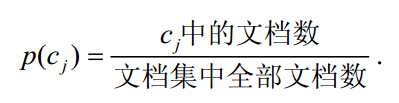 p(c_j) = c_j中的文档数 / 文档集中全部文档数 .